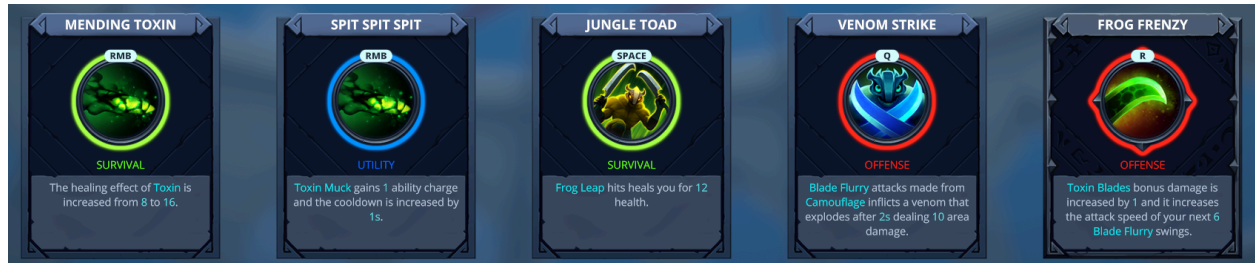 MENDING TOXIN
RMB
SURVIVAL
The healing effect of Toxin is
increased from 8 to 16.
SPIT SPIT SPIT
RMB
UTILITY
Toxin Muck gains 1 ability charge
and the cooldown is increased by
1s.
JUNGLE TOAD
SPACE
SURVIVAL
Frog Leap hits heals you for 12
health.
VENOM STRIKE
Q
OFFENSE
Blade Flurry attacks made from
Camouflage inflicts a venom that
explodes after 2s dealing 10 area
damage.
FROG FRENZY
R
OFFENSE
Toxin Blades bonus damage is
increased by 1 and it increases
the attack speed of your next 6
Blade Flurry swings.